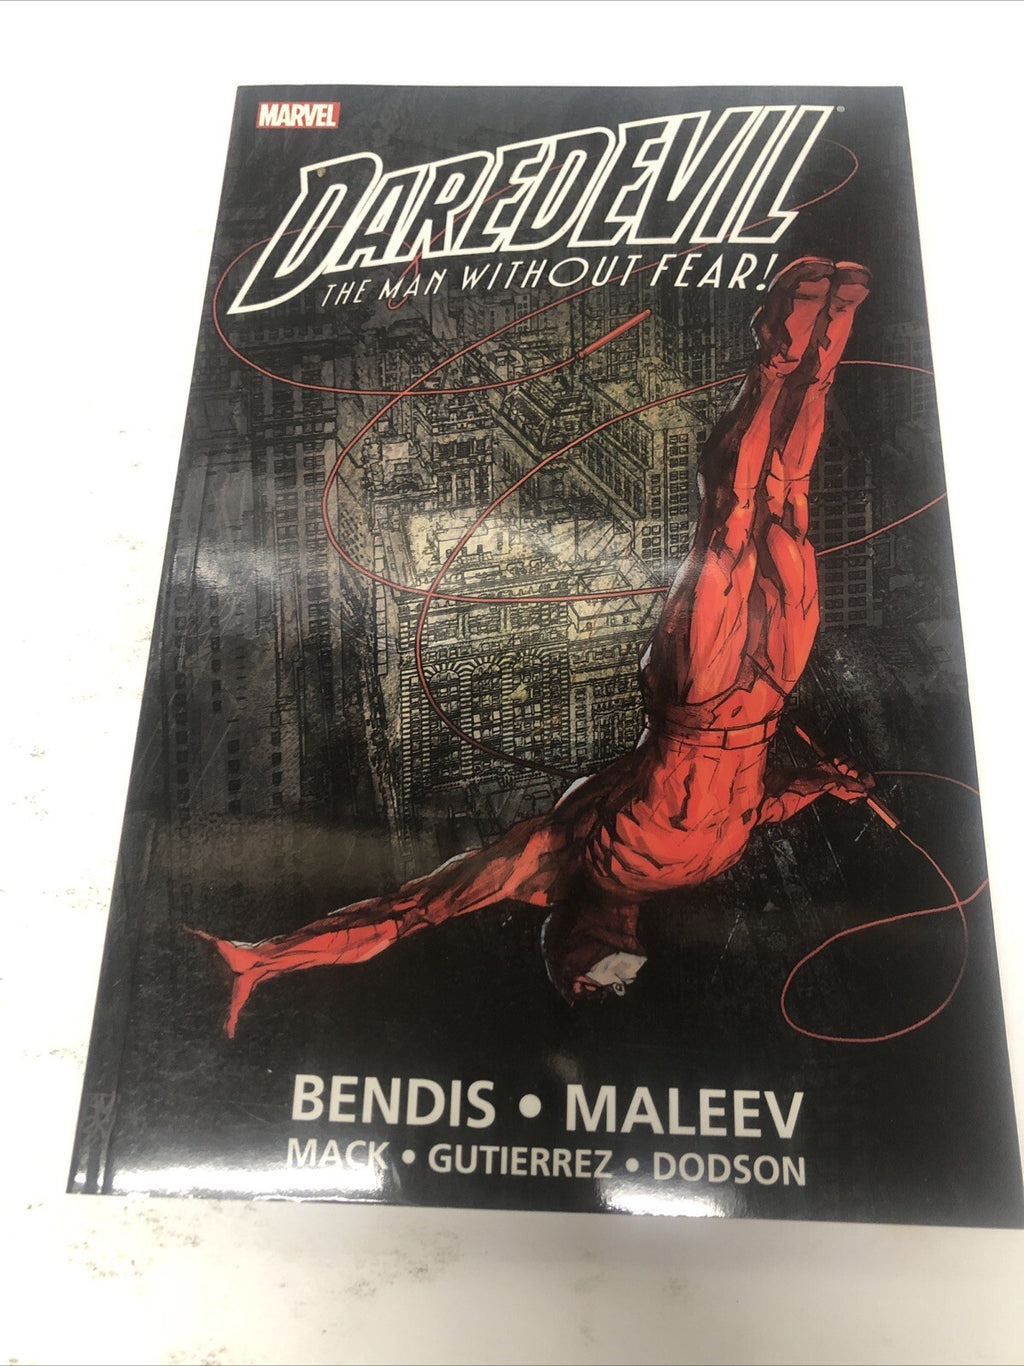 MARVEL
DAREDEVIL®
THE MAN WITHOUT FEAR!
BENDIS • MALEEV
MACK • GUTIERREZ • DODSON